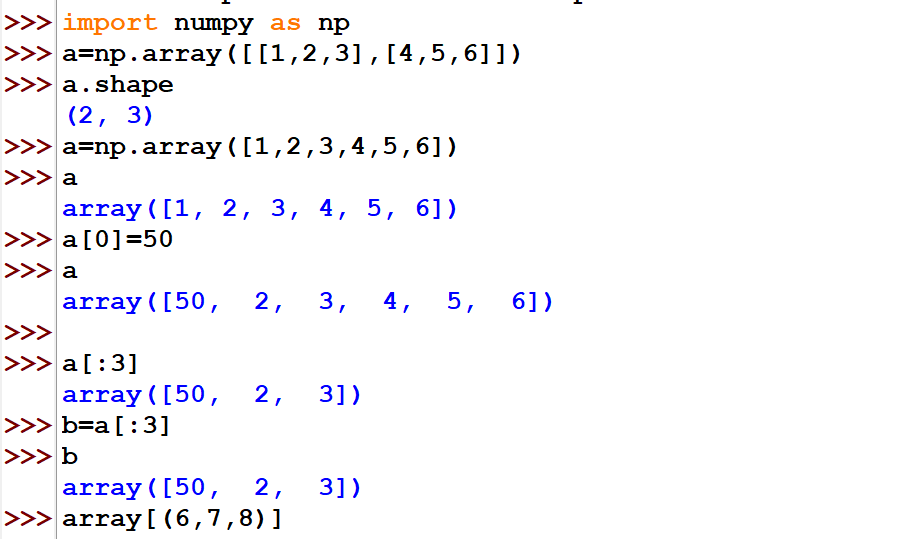 >>> import numpy as np
>>> a=np.array([[1,2,3],[4,5,6]])
>>> a.shape
(2, 3)
>>> a=np.array([1,2,3,4,5,6])
>>> a
array([1, 2, 3, 4, 5, 6])
>>> a[0]=50
>>> a
array([50,  2,  3,  4,  5,  6])
>>>
>>> a[:3]
array([50,  2,  3])
>>> b=a[:3]
>>> b
array([50,  2,  3])
>>> array[(6,7,8)]